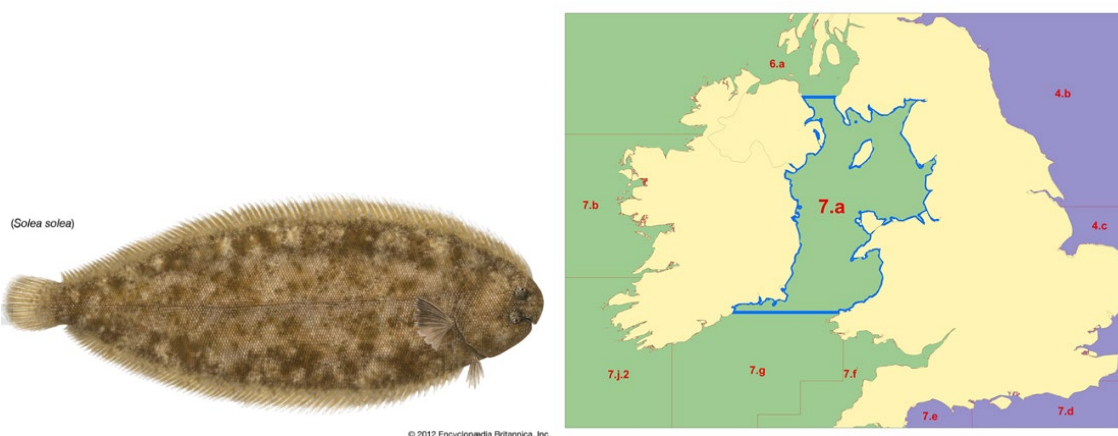 (Solea solea)
© 2012 Encyclopædia Britannica, Inc.
6.a
4.b
7.b
7.a
4.c
7.j.2
7.g
7.f
7.e
7.d